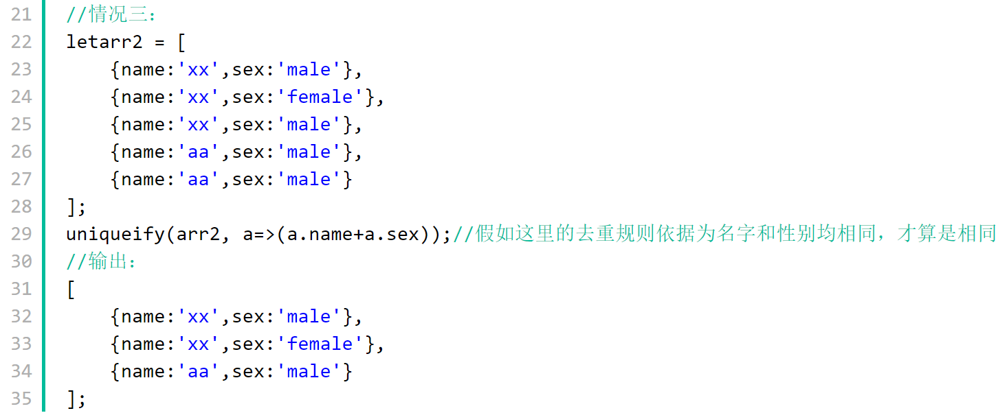 21 //情况三：
22 letarr2 = [
23     {name:'xx',sex:'male'},
24     {name:'xx',sex:'female'},
25     {name:'xx',sex:'male'},
26     {name:'aa',sex:'male'},
27     {name:'aa',sex:'male'}
28 ];
29 uniqueify(arr2, a=>(a.name+a.sex));//假如这里的去重规则依据为名字和性别均相同，才算是相同
30 //输出：
31 [
32     {name:'xx',sex:'male'},
33     {name:'xx',sex:'female'},
34     {name:'aa',sex:'male'}
35 ];